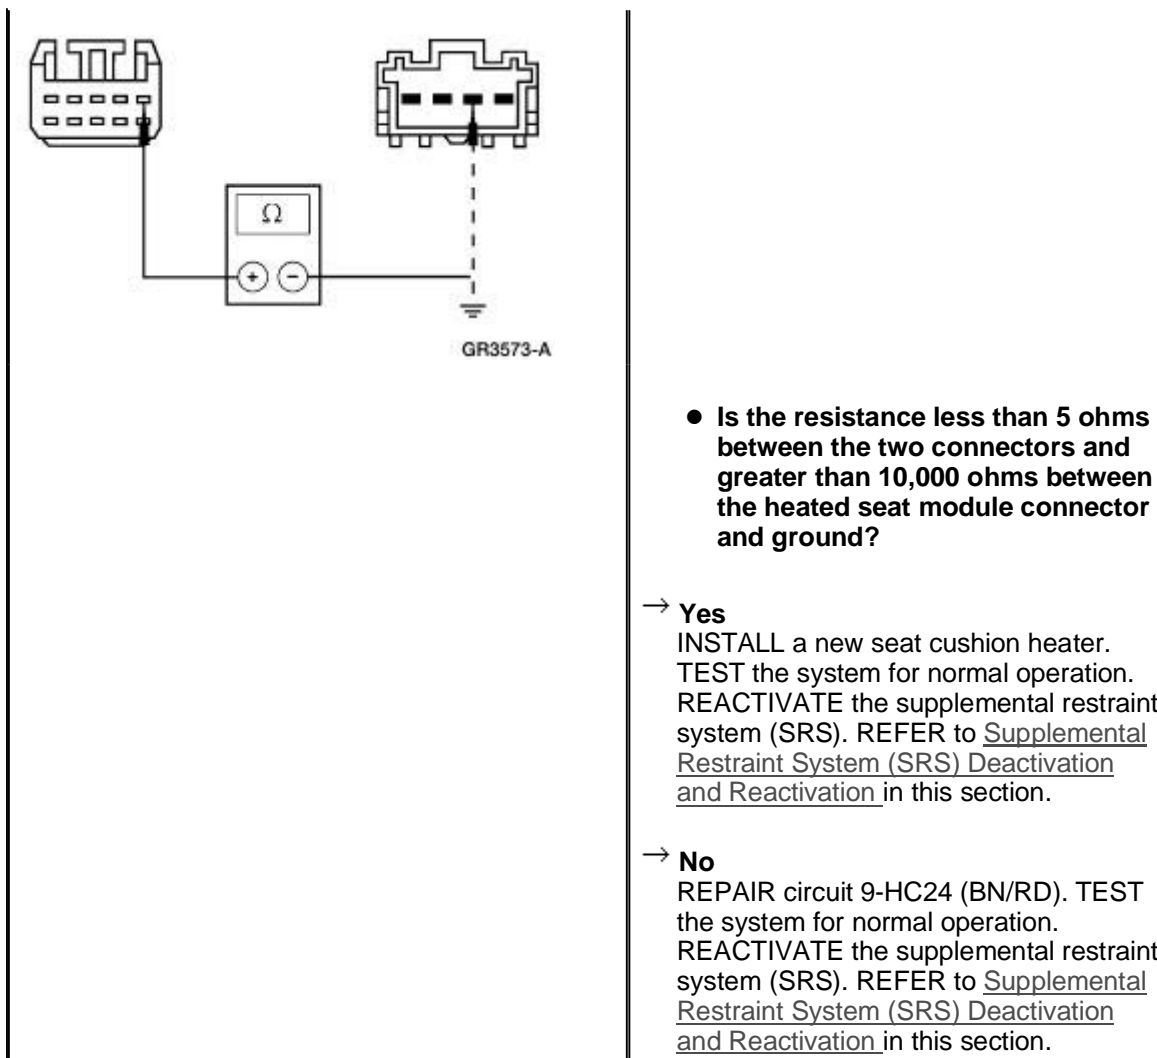 Ω
+ −
GR3573-A
● Is the resistance less than 5 ohms
between the two connectors and
greater than 10,000 ohms between
the heated seat module connector
and ground?
→ Yes
INSTALL a new seat cushion heater.
TEST the system for normal operation.
REACTIVATE the supplemental restraint
system (SRS). REFER to Supplemental
Restraint System (SRS) Deactivation
and Reactivation in this section.
→ No
REPAIR circuit 9-HC24 (BN/RD). TEST
the system for normal operation.
REACTIVATE the supplemental restraint
system (SRS). REFER to Supplemental
Restraint System (SRS) Deactivation
and Reactivation in this section.